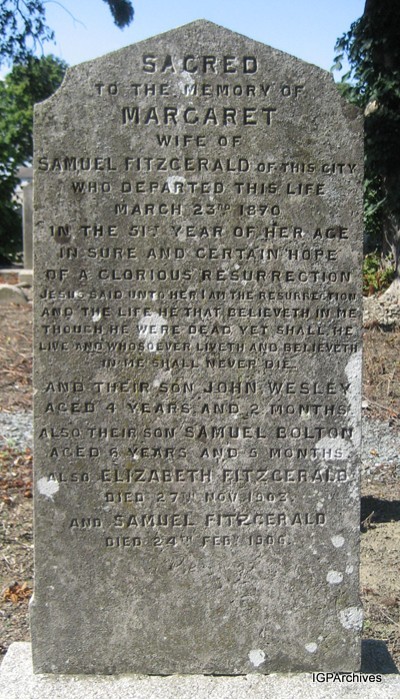 SACRED
TO THE MEMORY OF
MARGARET
WIFE OF
SAMUEL FITZGERALD OF THIS CITY
WHO DEPARTED THIS LIFE
MARCH 23RD 1870
IN THE 51ST YEAR OF HER AGE
IN SURE AND CERTAIN HOPE
OF A GLORIOUS RESURRECTION
JESUS SAID UNTO HER I AM THE RESURRECTION
AND THE LIFE HE THAT BELIEVETH IN ME
THOUGH HE WERE DEAD YET SHALL HE
LIVE AND WHOSOEVER LIVETH AND BELIEVETH
IN ME SHALL NEVER DIE
AND THEIR SON JOHN WESLEY
AGED 4 YEARS AND 2 MONTHS
ALSO THEIR SON SAMUEL BOLTON
AGED 6 YEARS AND 5 MONTHS
ALSO ELIZABETH FITZGERALD
DIED 27TH NOV. 1903.
AND SAMUEL FITZGERALD
DIED 24TH FEBY 1906.
IGPArchives